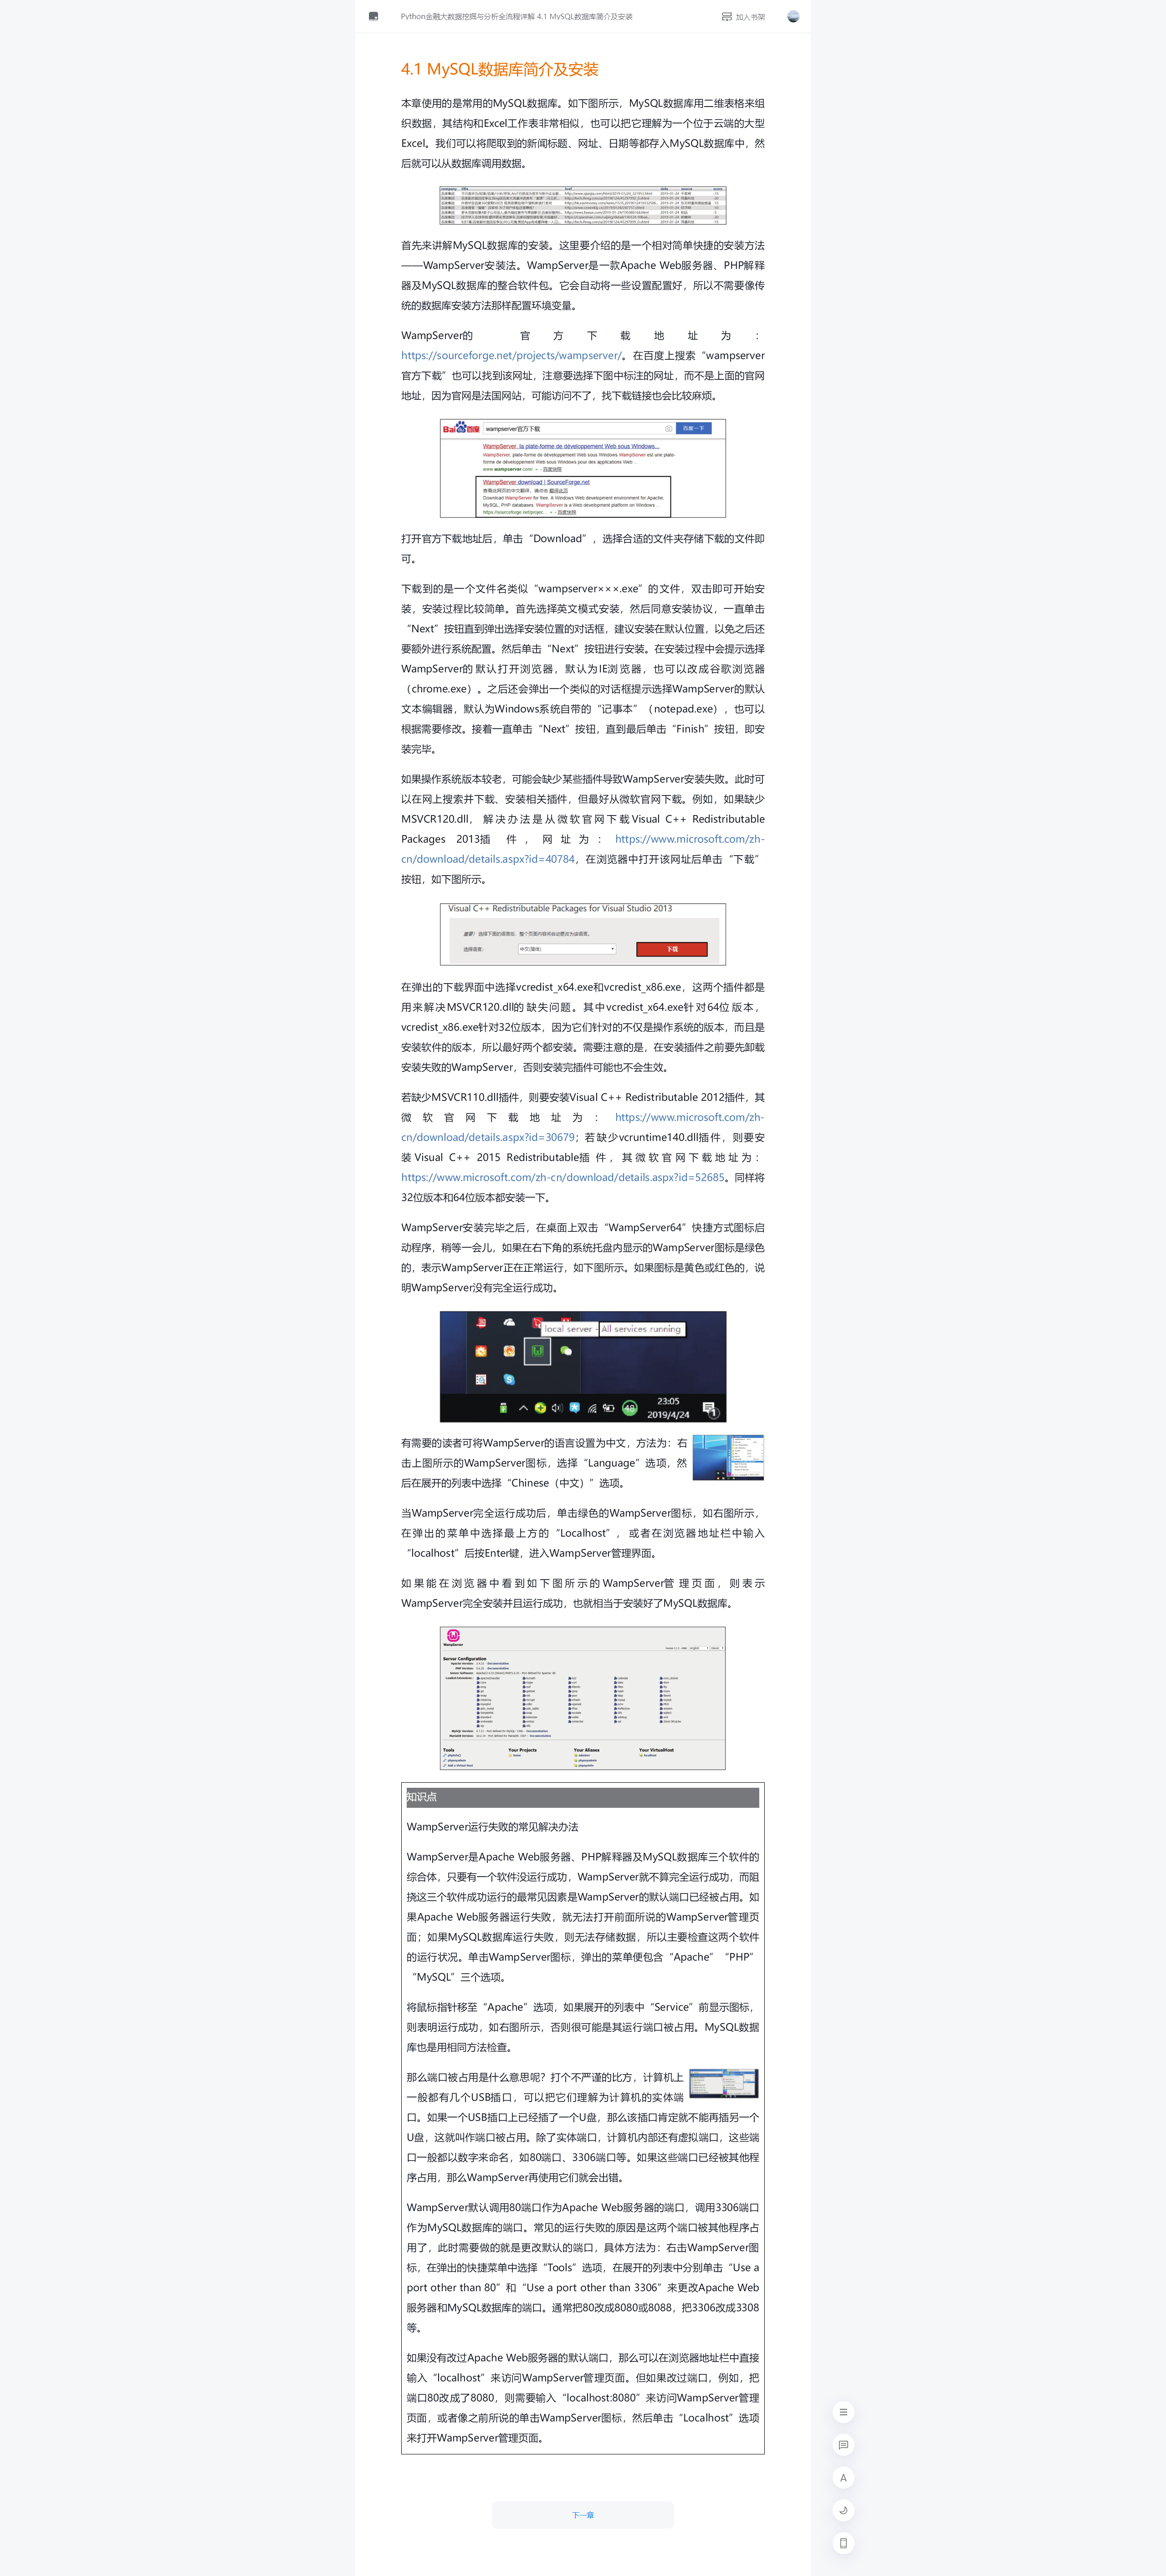 Python金融大数据挖掘与分析全流程详解 4.1 MySQL数据库简介及安装
加入书架
4.1 MySQL数据库简介及安装
本章使用的是常用的MySQL数据库。如下图所示，MySQL数据库用二维表格来组
织数据，其结构和Excel工作表非常相似，也可以把它理解为一个位于云端的大型
Excel。我们可以将爬取到的新闻标题、网址、日期等都存入MySQL数据库中，然
后就可以从数据库调用数据。
company title href date source score
首先来讲解MySQL数据库的安装。这里要介绍的是一个相对简单快捷的安装方法
——WampServer安装法。WampServer是一款Apache Web服务器、PHP解释
器及MySQL数据库的整合软件包。它会自动将一些设置配置好，所以不需要像传
统的数据库安装方法那样配置环境变量。
WampServer的官方下载地址为：
https://sourceforge.net/projects/wampserver/。在百度上搜索“wampserver
官方下载”也可以找到该网址，注意要选择下图中标注的网址，而不是上面的官网
地址，因为官网是法国网站，可能访问不了，找下载链接也会比较麻烦。
Bai百度 wampserver官方下载 百度一下
WampServer, la plate-forme de développement Web sous Windows...
WampServer, plate-forme de développement Web sous Windows WampServer est une plate-
forme de développement Web sous Windows pour des applications Web ...
www.wampserver.com/ - 百度快照
WampServer download | SourceForge.net
查看此网页的中文翻译，请点击 翻译此页
Download WampServer for free. A Windows Web development environment for Apache,
MySQL, PHP databases. WampServer is a Web development platform on Windows ...
https://sourceforge.net/projec... - 百度快照
打开官方下载地址后，单击“Download”，选择合适的文件夹存储下载的文件即
可。
下载到的是一个文件名类似“wampserver×××.exe”的文件，双击即可开始安
装，安装过程比较简单。首先选择英文模式安装，然后同意安装协议，一直单击
“Next”按钮直到弹出选择安装位置的对话框，建议安装在默认位置，以免之后还
要额外进行系统配置。然后单击“Next”按钮进行安装。在安装过程中会提示选择
WampServer的默认打开浏览器，默认为IE浏览器，也可以改成谷歌浏览器
（chrome.exe）。之后还会弹出一个类似的对话框提示选择WampServer的默认
文本编辑器，默认为Windows系统自带的“记事本”（notepad.exe），也可以
根据需要修改。接着一直单击“Next”按钮，直到最后单击“Finish”按钮，即安
装完毕。
如果操作系统版本较老，可能会缺少某些插件导致WampServer安装失败。此时可
以在网上搜索并下载、安装相关插件，但最好从微软官网下载。例如，如果缺少
MSVCR120.dll，解决办法是从微软官网下载Visual C++ Redistributable
Packages 2013插件，网址为：https://www.microsoft.com/zh-
cn/download/details.aspx?id=40784，在浏览器中打开该网址后单击“下载”
按钮，如下图所示。
Visual C++ Redistributable Packages for Visual Studio 2013
重要！选择下面的语言后，整个页面内容将自动更改为该语言。
选择语言： 中文(简体) 下载
在弹出的下载界面中选择vcredist_x64.exe和vcredist_x86.exe，这两个插件都是
用来解决MSVCR120.dll的缺失问题。其中vcredist_x64.exe针对64位版本，
vcredist_x86.exe针对32位版本，因为它们针对的不仅是操作系统的版本，而且是
安装软件的版本，所以最好两个都安装。需要注意的是，在安装插件之前要先卸载
安装失败的WampServer，否则安装完插件可能也不会生效。
若缺少MSVCR110.dll插件，则要安装Visual C++ Redistributable 2012插件，其
微软官网下载地址为：https://www.microsoft.com/zh-
cn/download/details.aspx?id=30679；若缺少vcruntime140.dll插件，则要安
装Visual C++ 2015 Redistributable插件，其微软官网下载地址为：
https://www.microsoft.com/zh-cn/download/details.aspx?id=52685。同样将
32位版本和64位版本都安装一下。
WampServer安装完毕之后，在桌面上双击“WampServer64”快捷方式图标启
动程序，稍等一会儿，如果在右下角的系统托盘内显示的WampServer图标是绿色
的，表示WampServer正在正常运行，如下图所示。如果图标是黄色或红色的，说
明WampServer没有完全运行成功。
local server - All services running
48 23:05
2019/4/24 1
有需要的读者可将WampServer的语言设置为中文，方法为：右
击上图所示的WampServer图标，选择“Language”选项，然
后在展开的列表中选择“Chinese（中文）”选项。
当WampServer完全运行成功后，单击绿色的WampServer图标，如右图所示，
在弹出的菜单中选择最上方的“Localhost”，或者在浏览器地址栏中输入
“localhost”后按Enter键，进入WampServer管理界面。
如果能在浏览器中看到如下图所示的WampServer管理页面，则表示
WampServer完全安装并且运行成功，也就相当于安装好了MySQL数据库。
WampServer
Server Configuration
Tools Your Projects Your Aliases Your VirtualHost
知识点
WampServer运行失败的常见解决办法
WampServer是Apache Web服务器、PHP解释器及MySQL数据库三个软件的
综合体，只要有一个软件没运行成功，WampServer就不算完全运行成功，而阻
挠这三个软件成功运行的最常见因素是WampServer的默认端口已经被占用。如
果Apache Web服务器运行失败，就无法打开前面所说的WampServer管理页
面；如果MySQL数据库运行失败，则无法存储数据，所以主要检查这两个软件
的运行状况。单击WampServer图标，弹出的菜单便包含“Apache”“PHP”
“MySQL”三个选项。
将鼠标指针移至“Apache”选项，如果展开的列表中“Service”前显示图标，
则表明运行成功，如右图所示，否则很可能是其运行端口被占用。MySQL数据
库也是用相同方法检查。
那么端口被占用是什么意思呢？打个不严谨的比方，计算机上
一般都有几个USB插口，可以把它们理解为计算机的实体端
口。如果一个USB插口上已经插了一个U盘，那么该插口肯定就不能再插另一个
U盘，这就叫作端口被占用。除了实体端口，计算机内部还有虚拟端口，这些端
口一般都以数字来命名，如80端口、3306端口等。如果这些端口已经被其他程
序占用，那么WampServer再使用它们就会出错。
WampServer默认调用80端口作为Apache Web服务器的端口，调用3306端口
作为MySQL数据库的端口。常见的运行失败的原因是这两个端口被其他程序占
用了，此时需要做的就是更改默认的端口，具体方法为：右击WampServer图
标，在弹出的快捷菜单中选择“Tools”选项，在展开的列表中分别单击“Use a
port other than 80”和“Use a port other than 3306”来更改Apache Web
服务器和MySQL数据库的端口。通常把80改成8080或8088，把3306改成3308
等。
如果没有改过Apache Web服务器的默认端口，那么可以在浏览器地址栏中直接
输入“localhost”来访问WampServer管理页面。但如果改过端口，例如，把
端口80改成了8080，则需要输入“localhost:8080”来访问WampServer管理
页面，或者像之前所说的单击WampServer图标，然后单击“Localhost”选项
来打开WampServer管理页面。
下一章
A